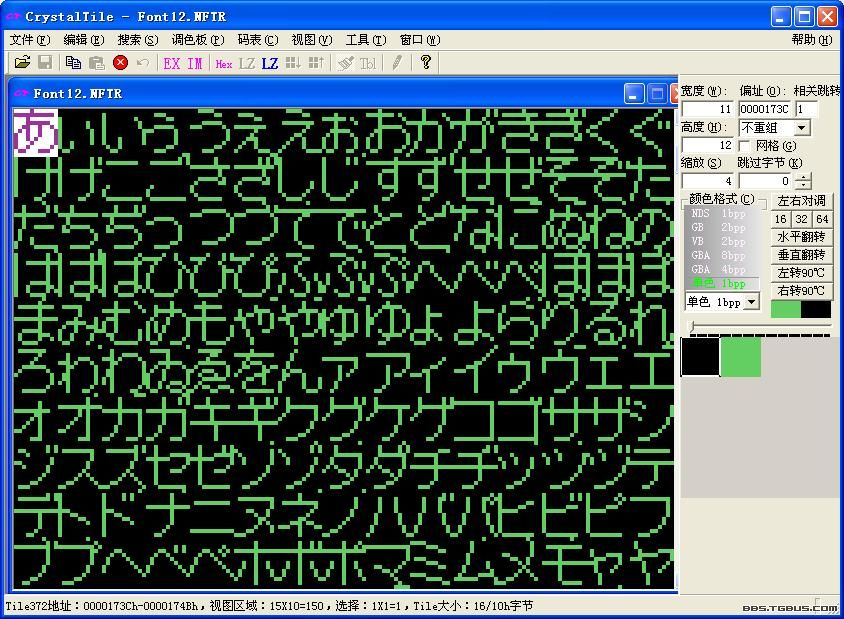 CrystalTile - Font12.NFTR
文件(F) 编辑(E) 搜索(S) 调色板(P) 码表(C) 视图(V) 工具(T) 窗口(W) 帮助(H)
EX IM Hex LZ LZ Tbl
Font12.NFTR
あぃいぅうぇえぉおかがきぎくぐ
けげこごさざしじすずせぜそぞた
だちぢっつづてでとどなにぬねの
はばぱひびぴふぶぷへべぺほぼぽ
まみむめもゃやゅゆょよらりるれ
ろゎわゐゑをんァアィイゥウェエ
ォオカガキギクグケゲコゴサザシ
ジスズセゼソゾタダチヂッツヅテ
デトドナニヌネノハバパヒビピフ
ブプヘベペホボポマミムメモャヤ
宽度(W): 偏址(O): 相关跳转
11 0000173C 1
高度(H): 不重组
12 网格(G)
缩放(S) 跳过字节(K)
4 0
颜色格式(C) 左右对调
NDS 1bpp 16 32 64
GB 2bpp 水平翻转
VB 2bpp
GBA 8bpp 垂直翻转
GBA 4bpp 左转90℃
单色 1bpp 右转90℃
单色 1bpp
Tile372地址:0000173Ch-0000174Bh,视图区域:15X10=150,选择:1X1=1,Tile大小:16/10h字节
BBS.TGBUS.COM